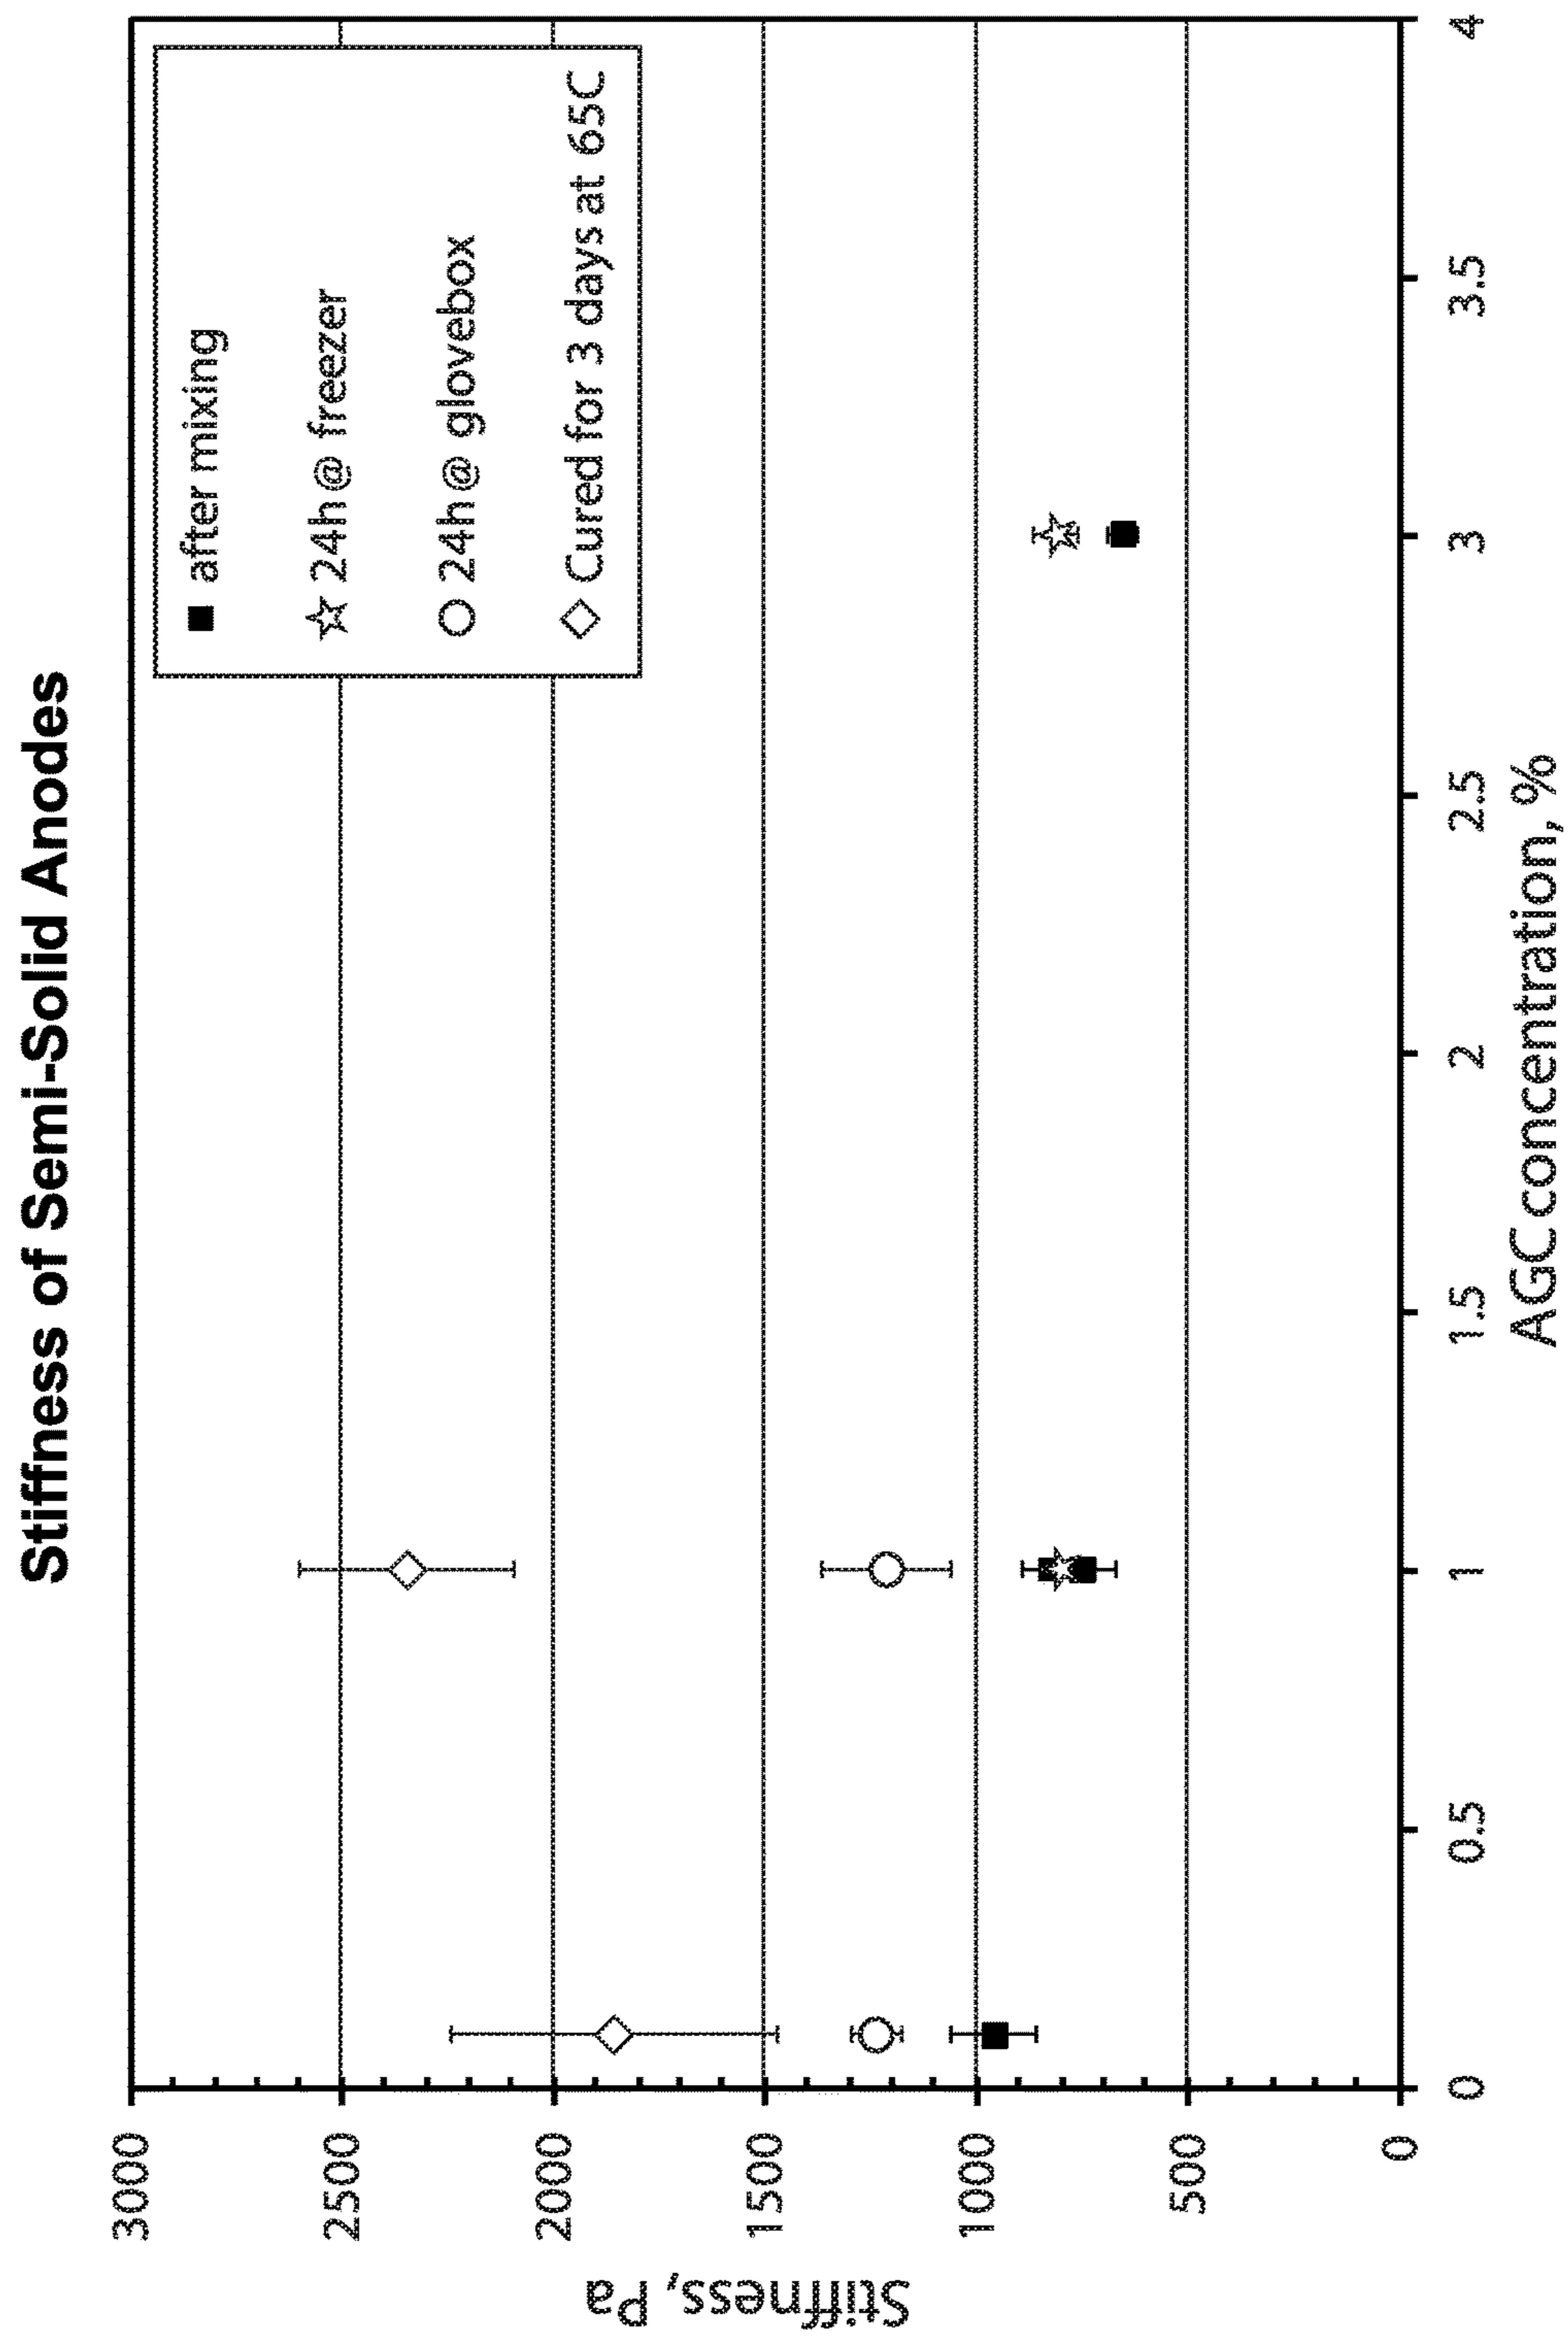 Stiffness of Semi-Solid Anodes
Stiffness, Pa
3000
2500
2000
1500
1000
500
0
after mixing
24h@ freezer
24h@ glovebox
Cured for 3 days at 65C
0
0.5
1
1.5
2
2.5
3
3.5
4
AGC concentration, %